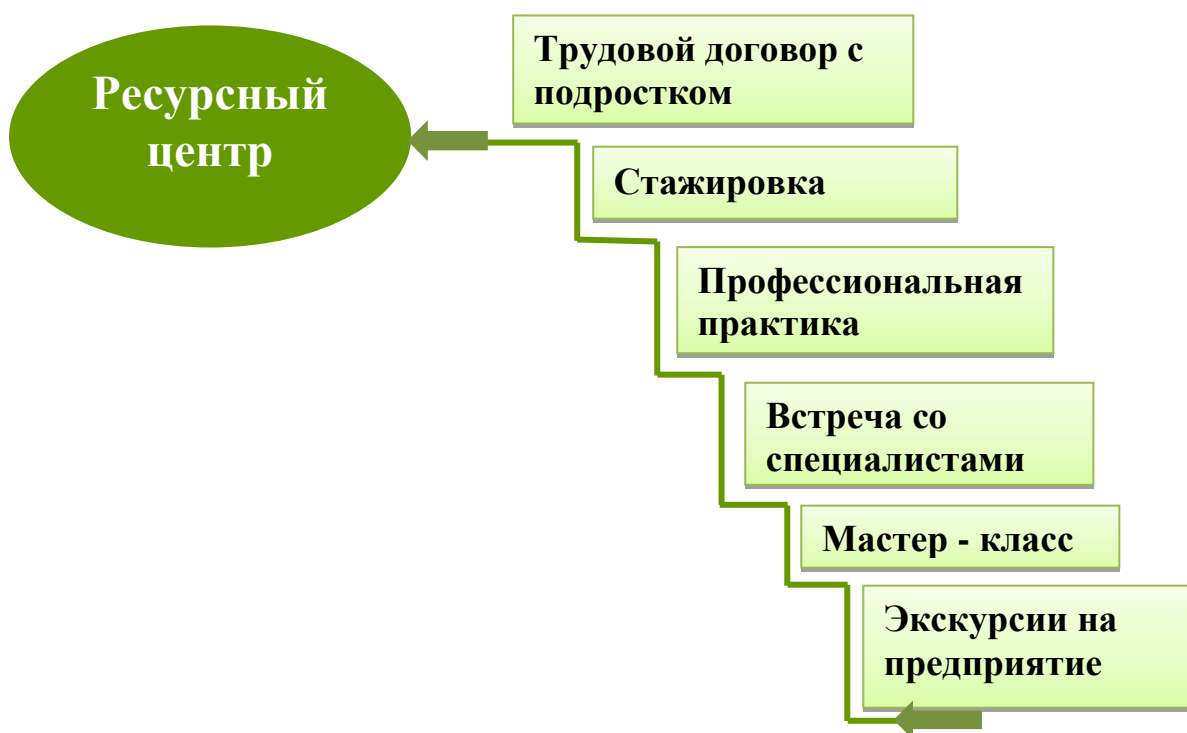 Ресурсный
центр
Трудовой договор с
подростком
Стажировка
Профессиональная
практика
Встреча со
специалистами
Мастер - класс
Экскурсии на
предприятие